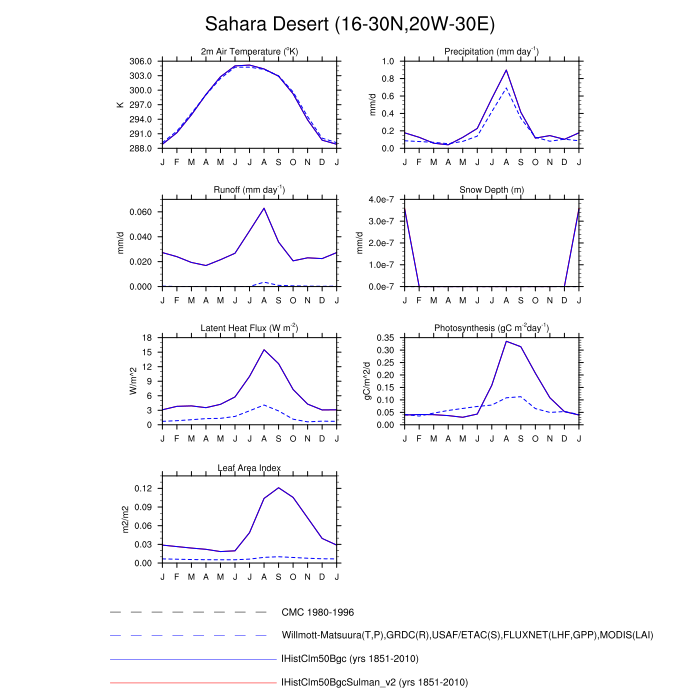 Sahara Desert (16-30N,20W-30E)
2m Air Temperature (°K)
Precipitation (mm day⁻¹)
K
306.0
303.0
300.0
297.0
294.0
291.0
288.0
J F M A M J J A S O N D J
mm/d
1.0
0.8
0.6
0.4
0.2
0.0
J F M A M J J A S O N D J
Runoff (mm day⁻¹)
Snow Depth (m)
mm/d
0.060
0.040
0.020
0.000
J F M A M J J A S O N D J
mm/d
4.0e-7
3.0e-7
2.0e-7
1.0e-7
0.0e-7
J F M A M J J A S O N D J
Latent Heat Flux (W m⁻²)
Photosynthesis (gC m⁻²day⁻¹)
W/m^2
18
15
12
9
6
3
0
J F M A M J J A S O N D J
gC/m^2/d
0.35
0.30
0.25
0.20
0.15
0.10
0.05
0.00
J F M A M J J A S O N D J
Leaf Area Index
m2/m2
0.12
0.09
0.06
0.03
0.00
J F M A M J J A S O N D J
CMC 1980-1996
Willmott-Matsuura(T,P),GRDC(R),USAF/ETAC(S),FLUXNET(LHF,GPP),MODIS(LAI)
IHistClm50Bgc (yrs 1851-2010)
IHistClm50BgcSulman_v2 (yrs 1851-2010)